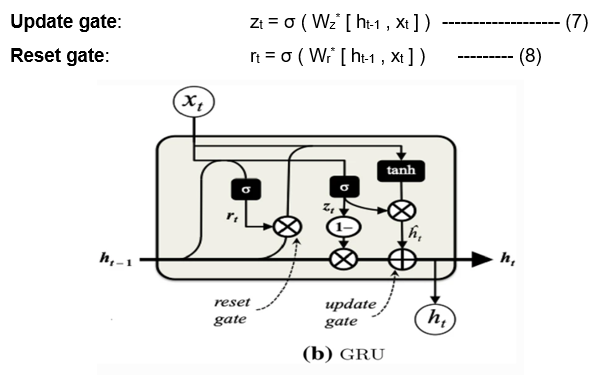 Update gate: zt = σ ( Wz* [ ht-1 , xt ] ) -------------------- (7)
Reset gate: rt = σ ( Wr* [ ht-1 , xt ] ) --------- (8)
xt
tanh
σ σ
rt zt
1-
ĥt
ht−1 ht
reset gate
update gate
ht
(b) GRU